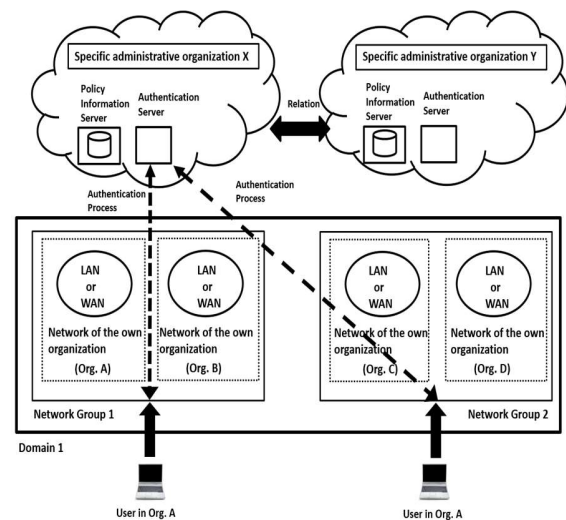 Specific administrative organization X
Specific administrative organization Y
Policy
Information
Server
Authentication
Server
Relation
Policy
Information
Server
Authentication
Server
Authentication
Process
Authentication
Process
LAN
or
WAN
Network of the own
organization
(Org. A)
LAN
or
WAN
Network of the own
organization
(Org. B)
LAN
or
WAN
Network of the own
organization
(Org. C)
LAN
or
WAN
Network of the own
organization
(Org. D)
Network Group 1
Network Group 2
Domain 1
User in Org. A
User in Org. A